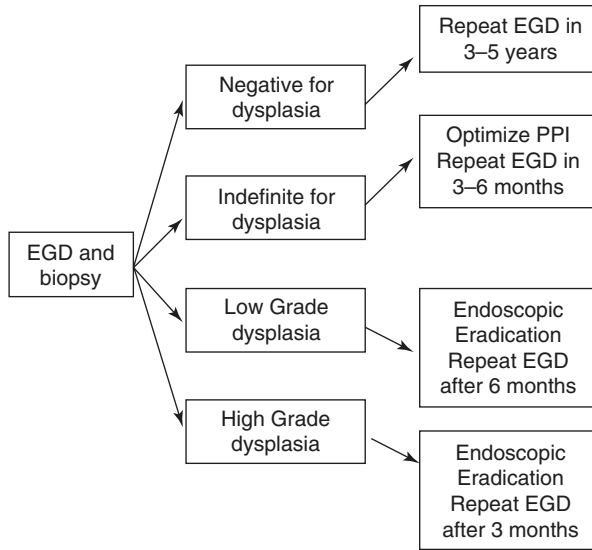 EGD and
biopsy
Negative for
dysplasia
Repeat EGD in
3–5 years
Indefinite for
dysplasia
Optimize PPI
Repeat EGD in
3–6 months
Low Grade
dysplasia
Endoscopic
Eradication
Repeat EGD
after 6 months
High Grade
dysplasia
Endoscopic
Eradication
Repeat EGD
after 3 months